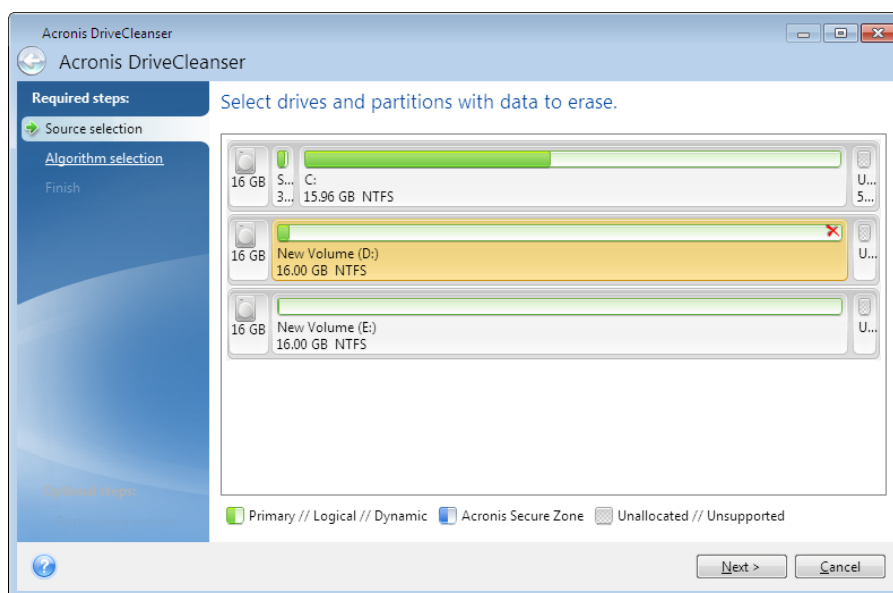 Acronis DriveCleanser
Acronis DriveCleanser
Required steps:
Source selection
Algorithm selection
Finish
Select drives and partitions with data to erase.
16 GB
S...
3...
C:
15.96 GB NTFS
U...
5...
16 GB
New Volume (D:)
16.00 GB NTFS
U...
16 GB
New Volume (E:)
16.00 GB NTFS
U...
Optional steps:
Primary // Logical // Dynamic
Acronis Secure Zone
Unallocated // Unsupported
?
Next >
Cancel